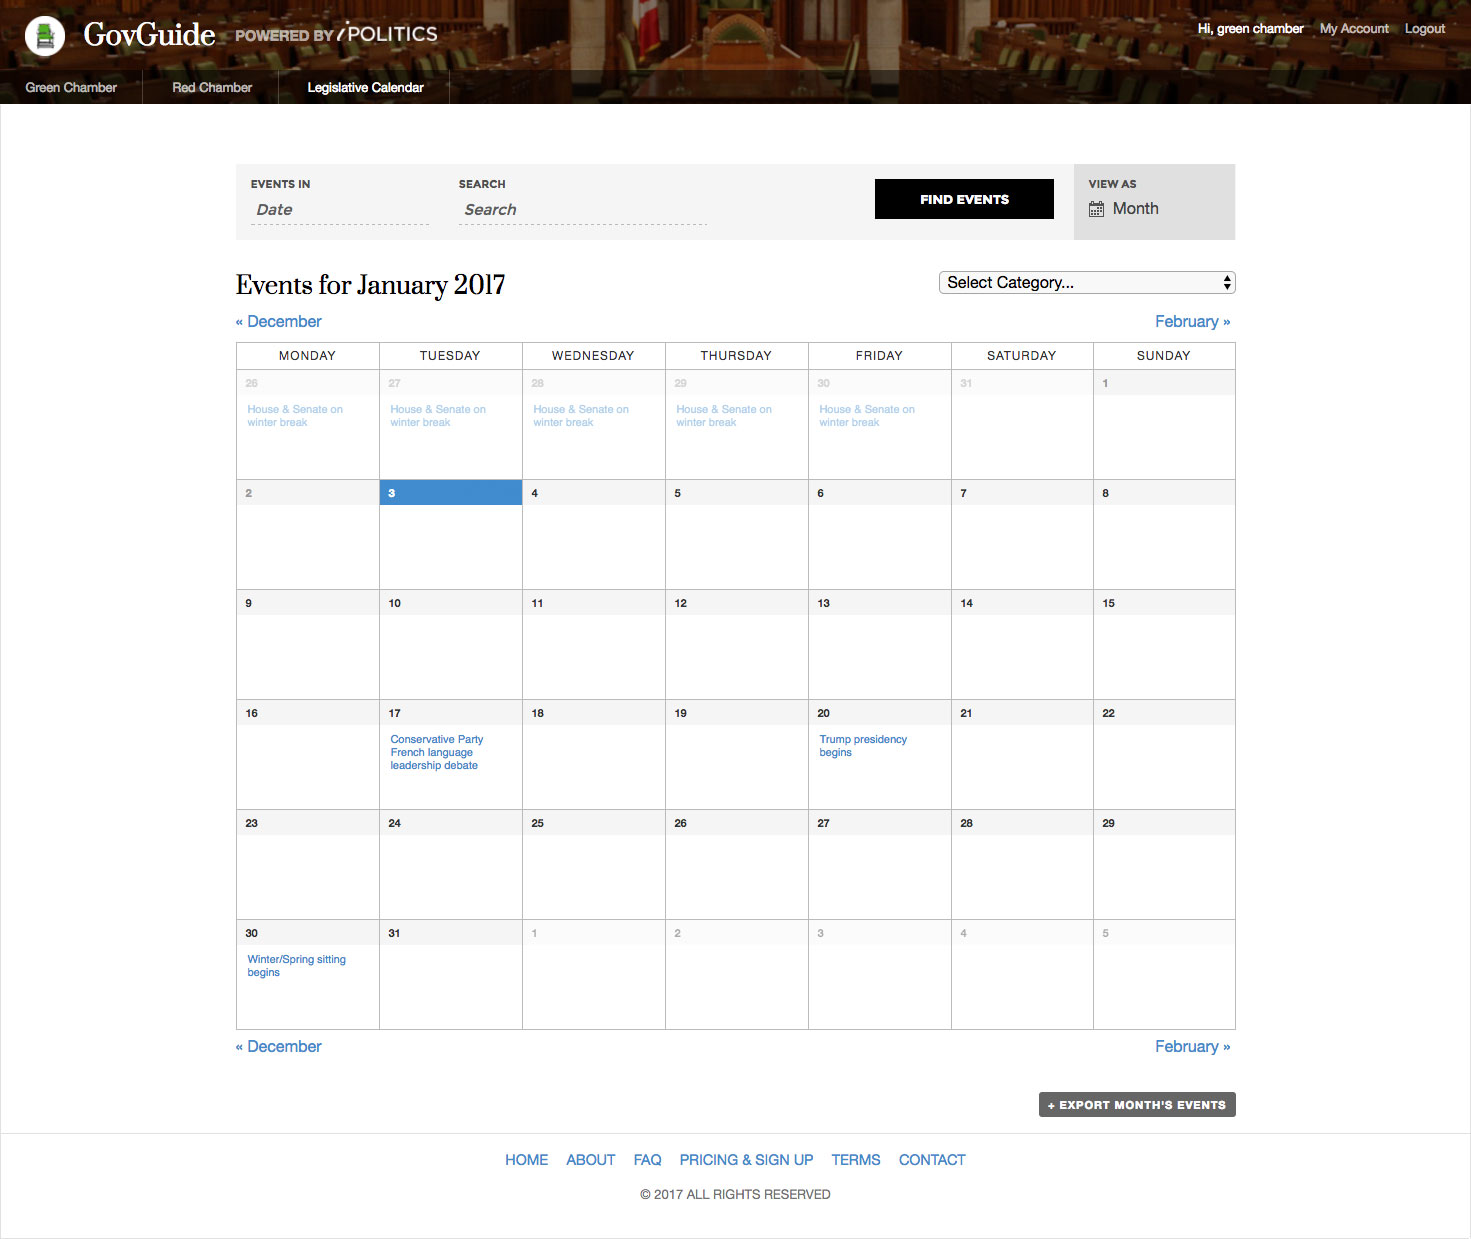 GovGuide POWERED BY iPOLITICS
Hi, green chamber My Account Logout
Green Chamber Red Chamber Legislative Calendar
EVENTS IN SEARCH VIEW AS
Date Search FIND EVENTS Month
Events for January 2017 Select Category...
« December February »
MONDAY TUESDAY WEDNESDAY THURSDAY FRIDAY SATURDAY SUNDAY
26 27 28 29 30 31 1
House & Senate on House & Senate on House & Senate on House & Senate on House & Senate on
winter break winter break winter break winter break winter break
2 3 4 5 6 7 8
9 10 11 12 13 14 15
16 17 18 19 20 21 22
Conservative Party Trump presidency
French language begins
leadership debate
23 24 25 26 27 28 29
30 31 1 2 3 4 5
Winter/Spring sitting
begins
« December February »
+ EXPORT MONTH'S EVENTS
HOME ABOUT FAQ PRICING & SIGN UP TERMS CONTACT
© 2017 ALL RIGHTS RESERVED